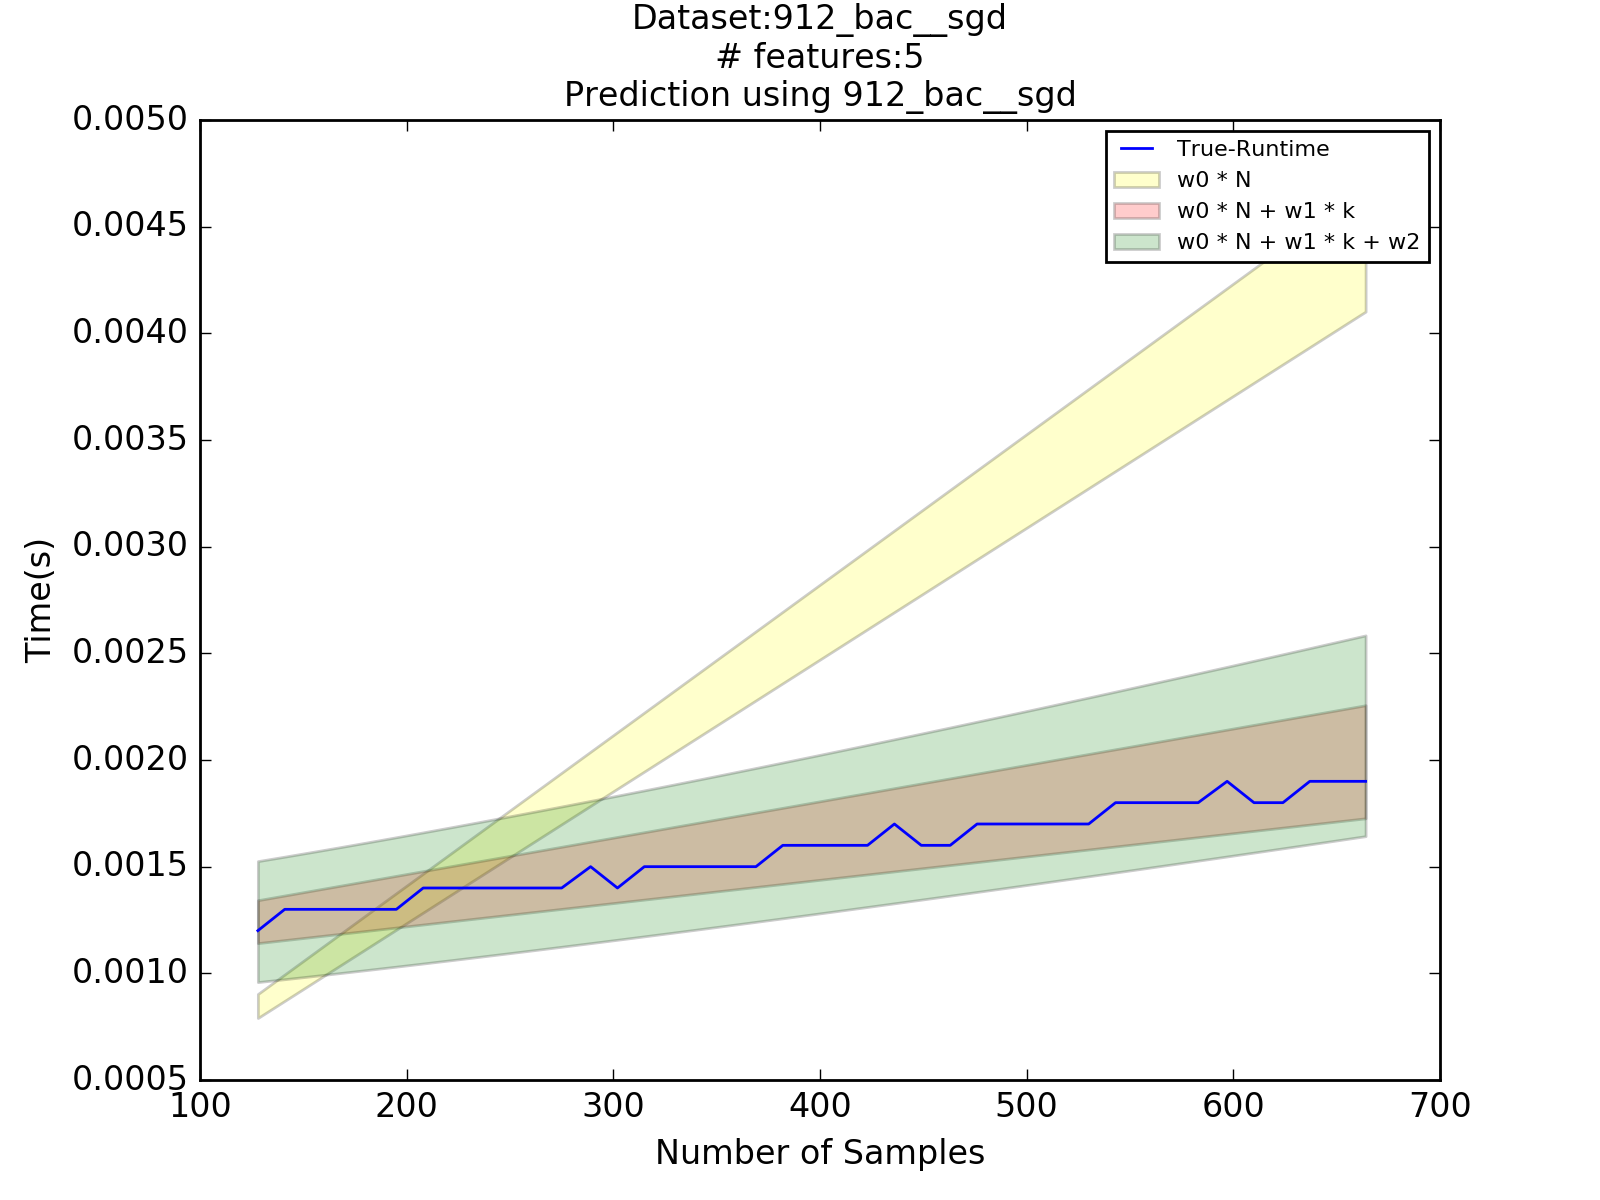 Dataset:912_bac__sgd
# features:5
Prediction using 912_bac__sgd
0.0050
0.0045
0.0040
0.0035
0.0030
0.0025
0.0020
0.0015
0.0010
0.0005
Time(s)
True-Runtime
w0 * N
w0 * N + w1 * k
w0 * N + w1 * k + w2
100 200 300 400 500 600 700
Number of Samples